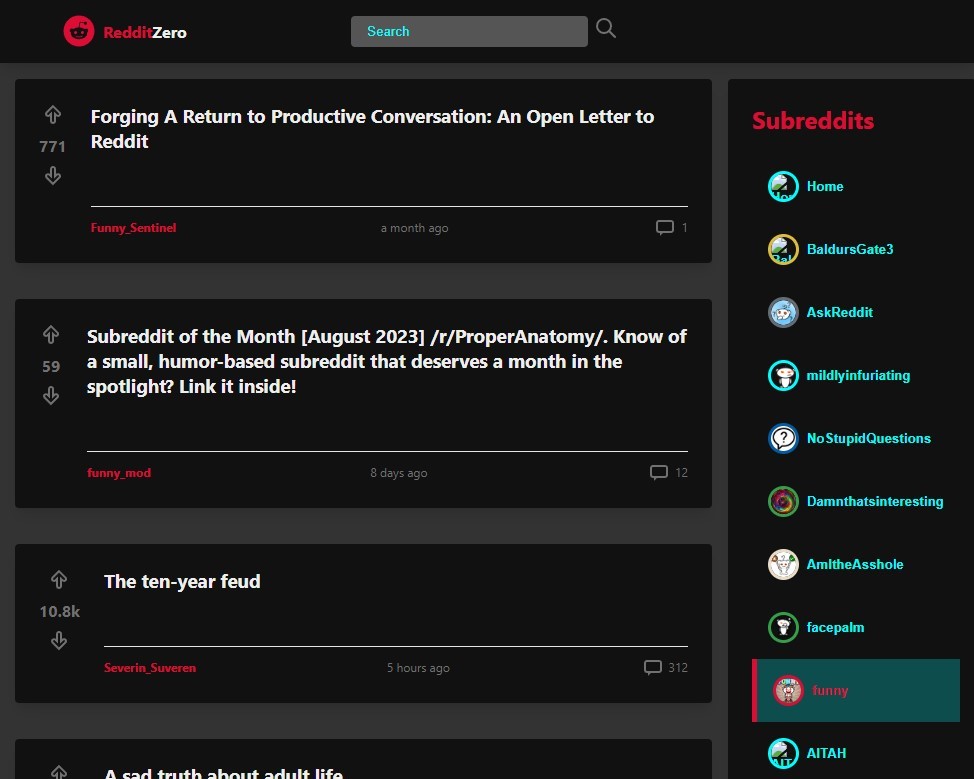 RedditZero
Search
771
Forging A Return to Productive Conversation: An Open Letter to
Reddit
Funny_Sentinel
a month ago
1
59
Subreddit of the Month [August 2023] /r/ProperAnatomy/. Know of
a small, humor-based subreddit that deserves a month in the
spotlight? Link it inside!
funny_mod
8 days ago
12
10.8k
The ten-year feud
Severin_Suveren
5 hours ago
312
A sad truth about adult life
Subreddits
Home
BaldursGate3
AskReddit
mildlyinfuriating
NoStupidQuestions
Damnthatsinteresting
AmItheAsshole
facepalm
funny
AITAH